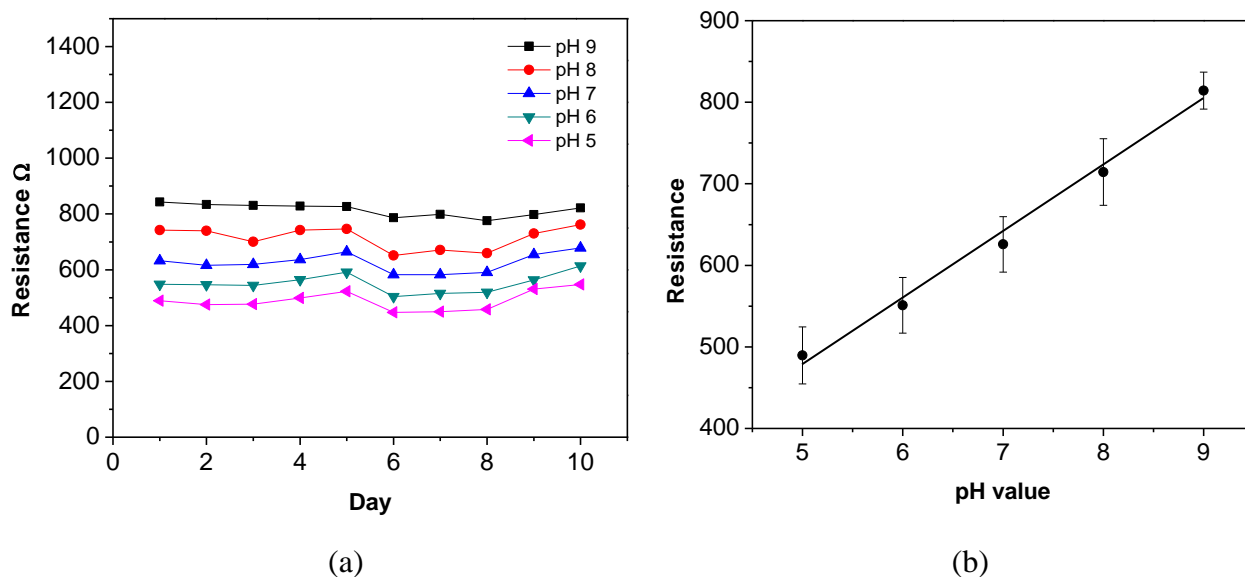 1400
1200
1000
800
600
400
200
0
Resistance Ω
pH 9
pH 8
pH 7
pH 6
pH 5
0 2 4 6 8 10
Day
(a)
900
800
700
600
500
400
Resistance
5 6 7 8 9
pH value
(b)